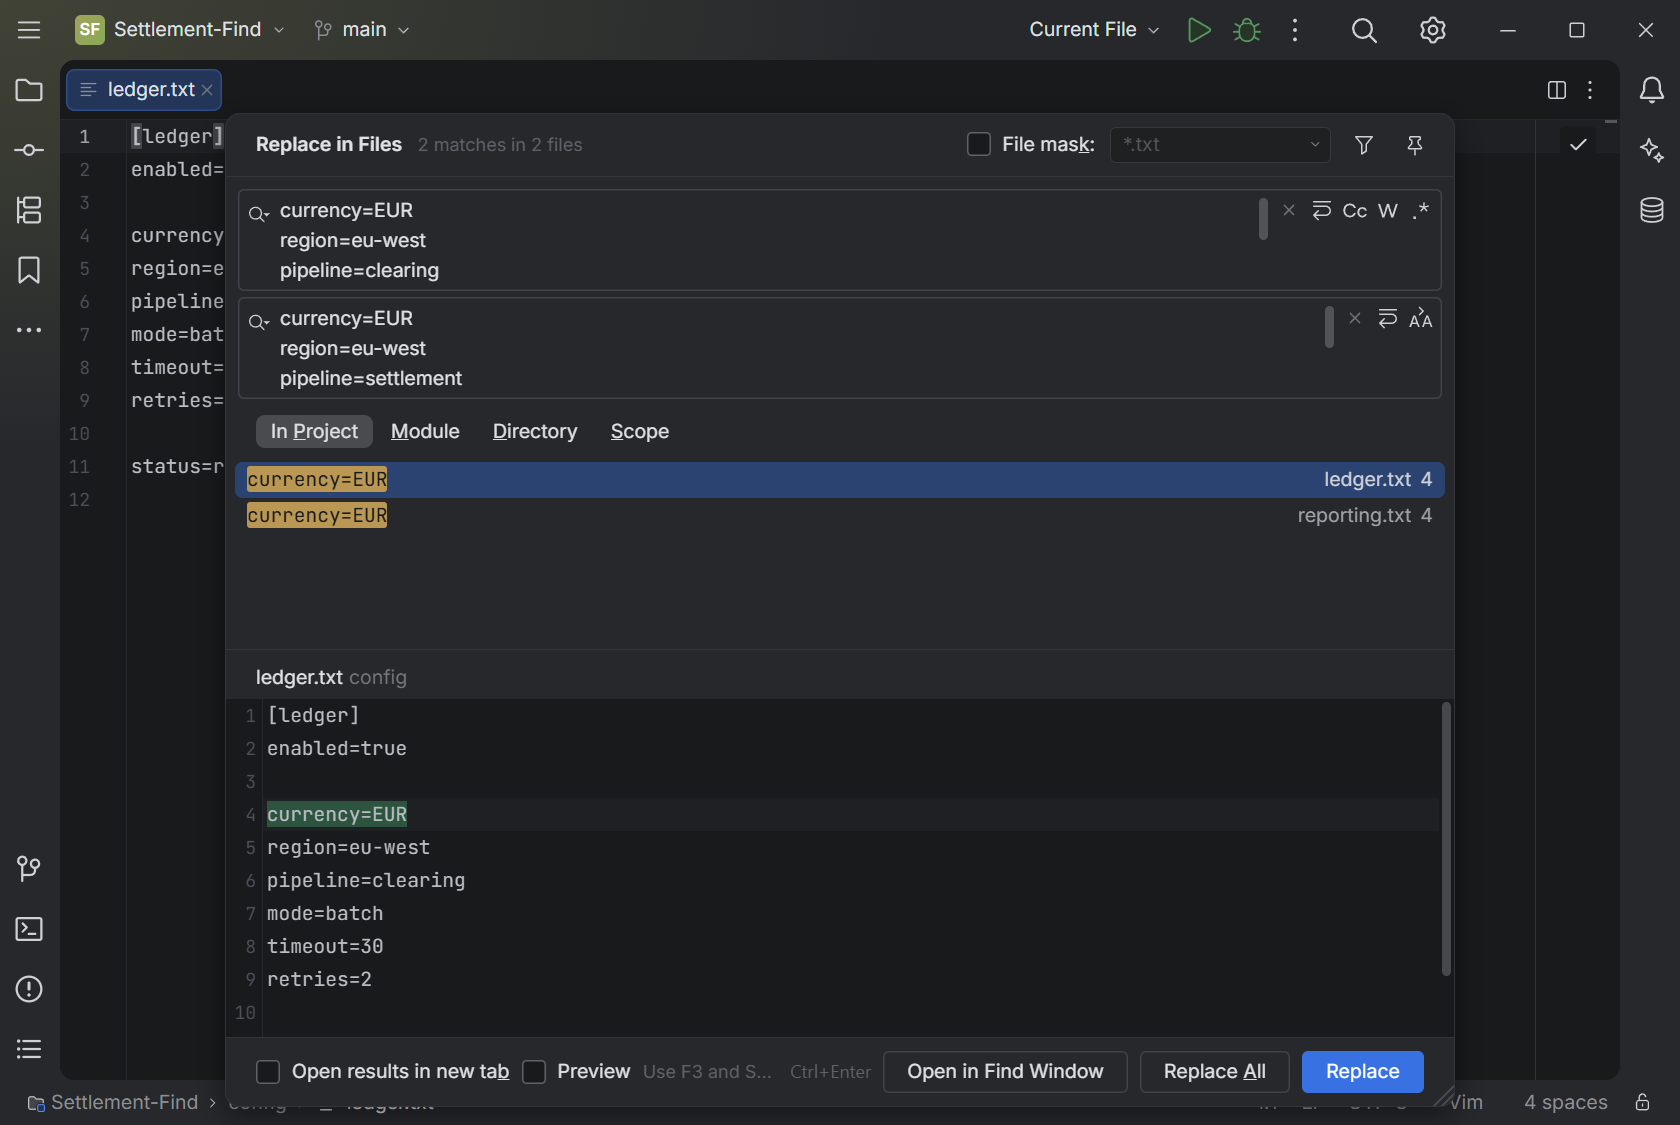 SF Settlement-Find main Current File
ledger.txt
1 [ledger]
2 enabled=
3
4 currency
5 region=e
6 pipeline
7 mode=bat
8 timeout=
9 retries=
10
11 status=r
12
Replace in Files 2 matches in 2 files File mask: *.txt
currency=EUR Cc W .*
region=eu-west
pipeline=clearing
currency=EUR AA
region=eu-west
pipeline=settlement
In Project Module Directory Scope
currency=EUR ledger.txt 4
currency=EUR reporting.txt 4
ledger.txt config
1 [ledger]
2 enabled=true
3
4 currency=EUR
5 region=eu-west
6 pipeline=clearing
7 mode=batch
8 timeout=30
9 retries=2
10
Open results in new tab Preview Use F3 and S... Ctrl+Enter Open in Find Window Replace All Replace
Settlement-Find Vim 4 spaces